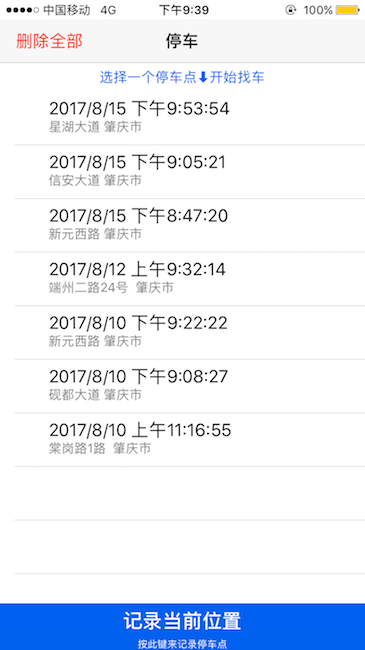 中国移动 4G 下午9:39 100%
删除全部 停车
选择一个停车点⬇开始找车
2017/8/15 下午9:53:54
星湖大道 肇庆市
2017/8/15 下午9:05:21
信安大道 肇庆市
2017/8/15 下午8:47:20
新元西路 肇庆市
2017/8/12 上午9:32:14
端州二路24号 肇庆市
2017/8/10 下午9:22:22
新元西路 肇庆市
2017/8/10 下午9:08:27
砚都大道 肇庆市
2017/8/10 上午11:16:55
棠岗路1路 肇庆市
记录当前位置
按此键来记录停车点